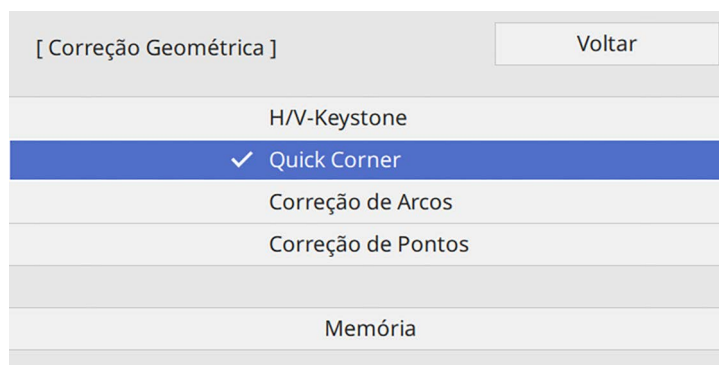 [ Correção Geométrica ]
Voltar
H/V-Keystone
Quick Corner
Correção de Arcos
Correção de Pontos
Memória